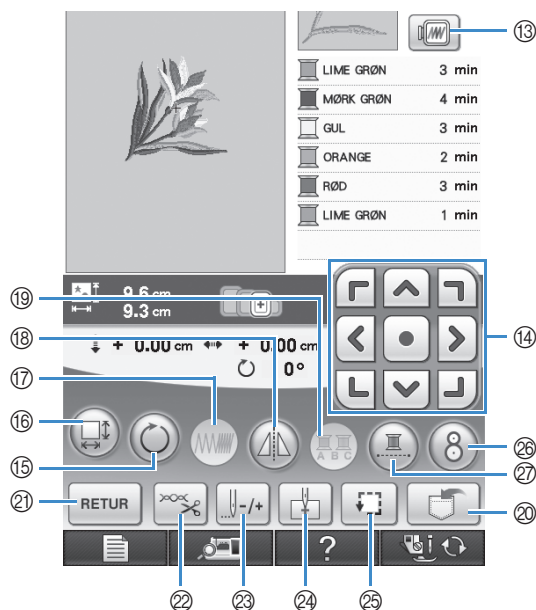 ⑬
LIME GRØN 3 min
MØRK GRØN 4 min
GUL 3 min
ORANGE 2 min
RØD 3 min
LIME GRØN 1 min
⑭
9.6 cm
9.3 cm
⑲
⑱
+ 0.00 cm + 0.00 cm
0°
⑰
⑯
A B C
8
⑮
㉖
㉗
㉑
RETUR
-/+
⑳
?
㉒ ㉓ ㉔ ㉕